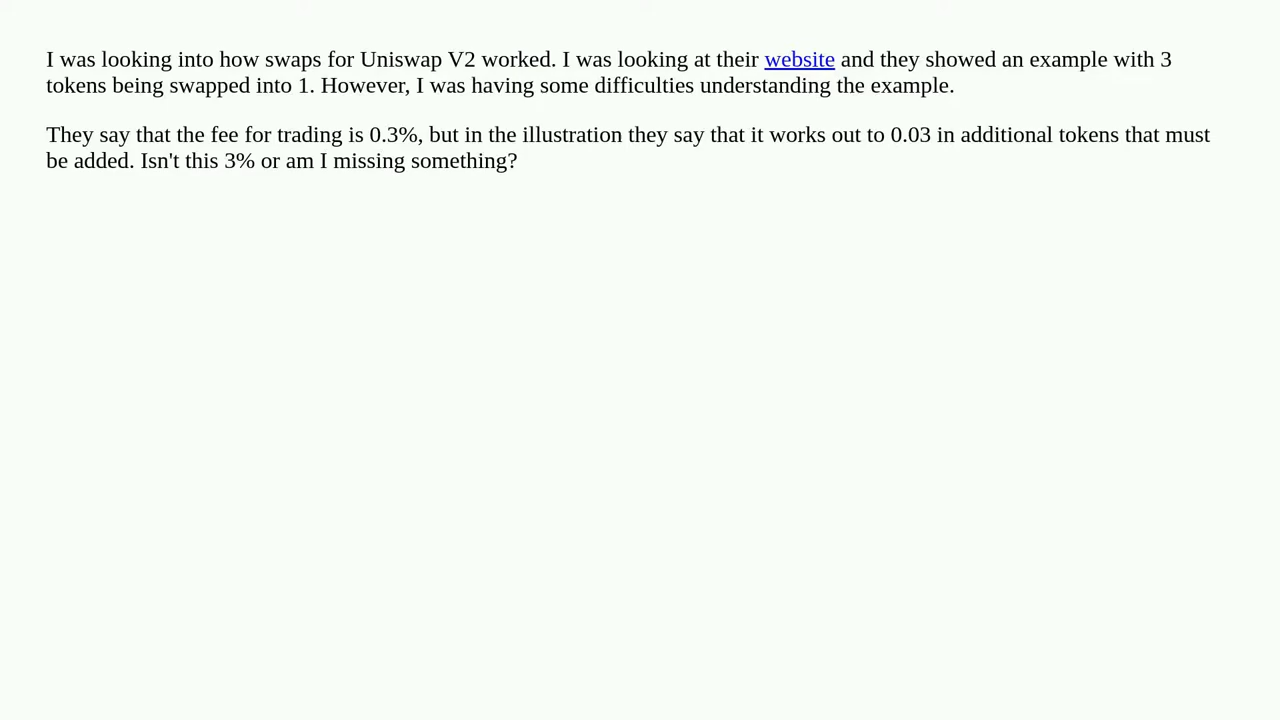 I was looking into how swaps for Uniswap V2 worked. I was looking at their website and they showed an example with 3
tokens being swapped into 1. However, I was having some difficulties understanding the example.
They say that the fee for trading is 0.3%, but in the illustration they say that it works out to 0.03 in additional tokens that must
be added. Isn't this 3% or am I missing something?